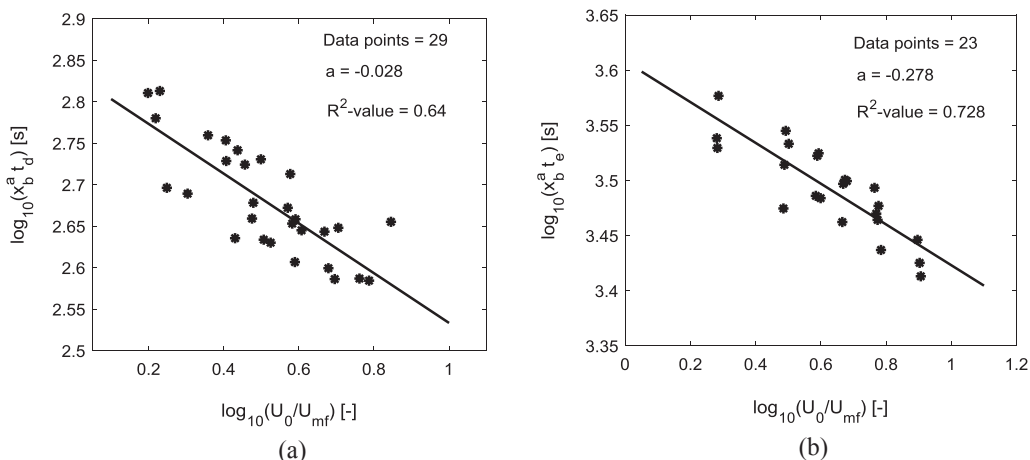 2.9
2.85
2.8
2.75
2.7
2.65
2.6
2.55
2.5
log10(x_b^a t_d) [s]
Data points = 29
a = -0.028
R2-value = 0.64
0.2 0.4 0.6 0.8 1
log10(U0/Umf) [-]
(a)
3.65
3.6
3.55
3.5
3.45
3.4
3.35
log10(x_b^a t_e) [s]
Data points = 23
a = -0.278
R2-value = 0.728
0 0.2 0.4 0.6 0.8 1 1.2
log10(U0/Umf) [-]
(b)